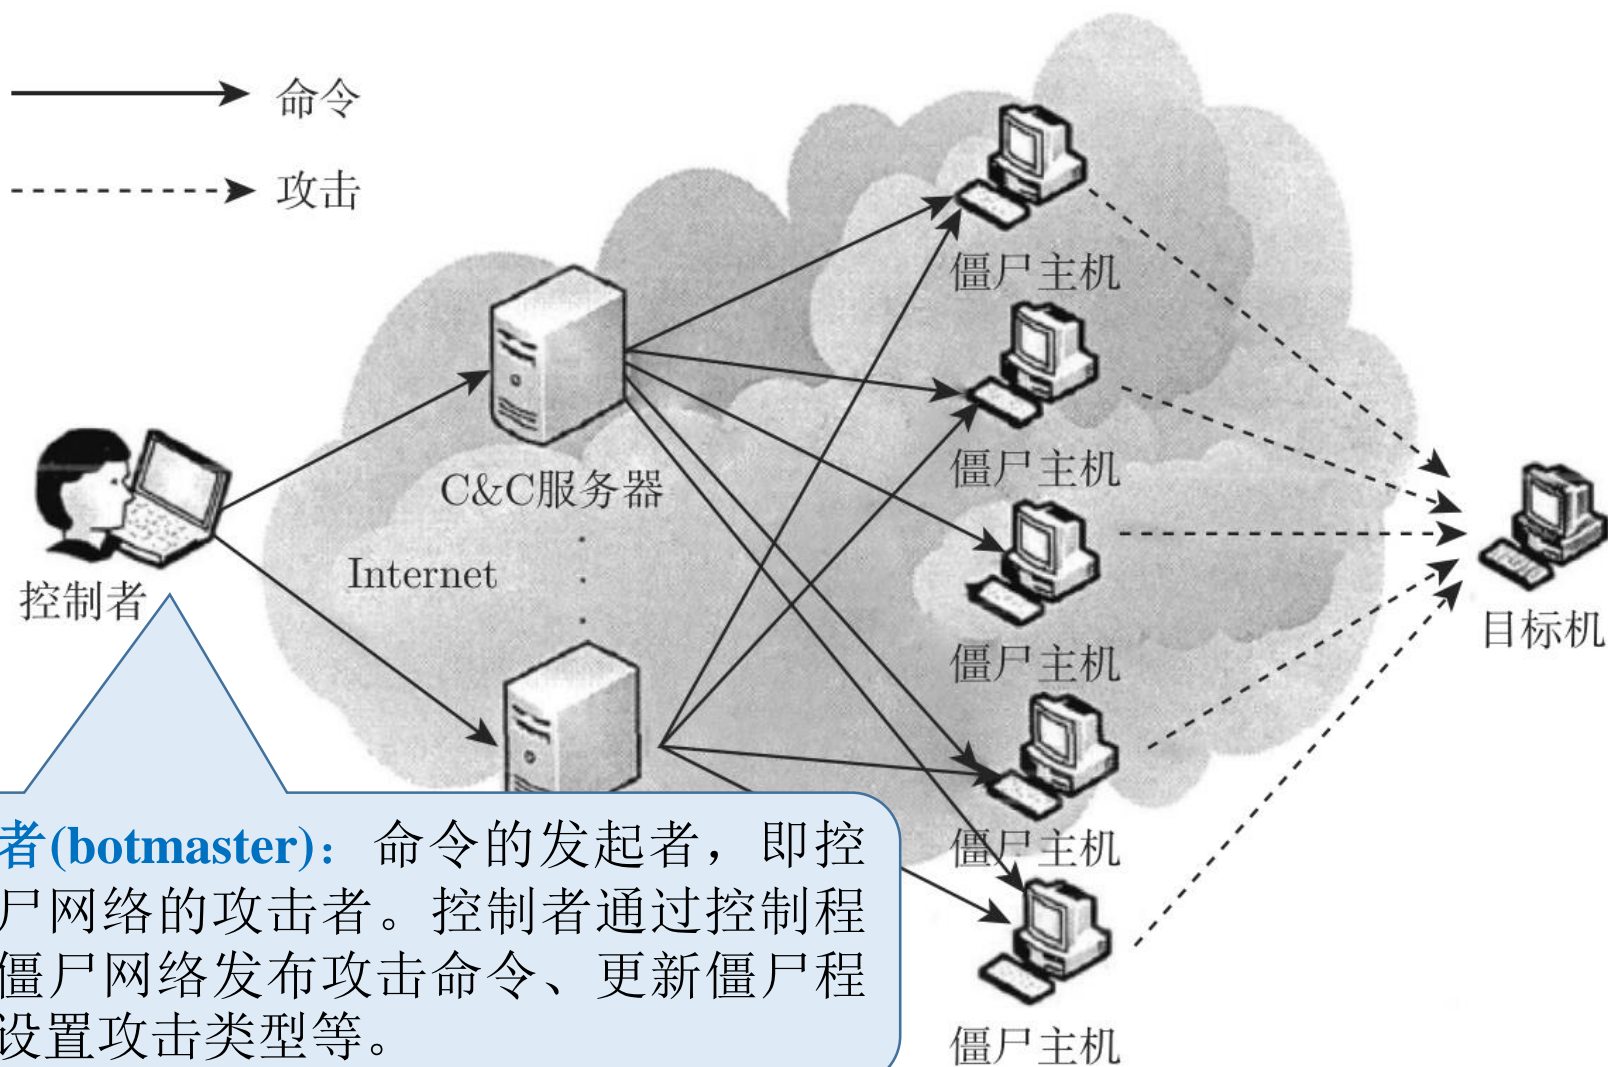 命令
攻击
僵尸主机
僵尸主机
C&C服务器
Internet
控制者
僵尸主机
目标机
僵尸主机
僵尸主机
者(botmaster)：命令的发起者，即控
尸网络的攻击者。控制者通过控制程
僵尸网络发布攻击命令、更新僵尸程
设置攻击类型等。